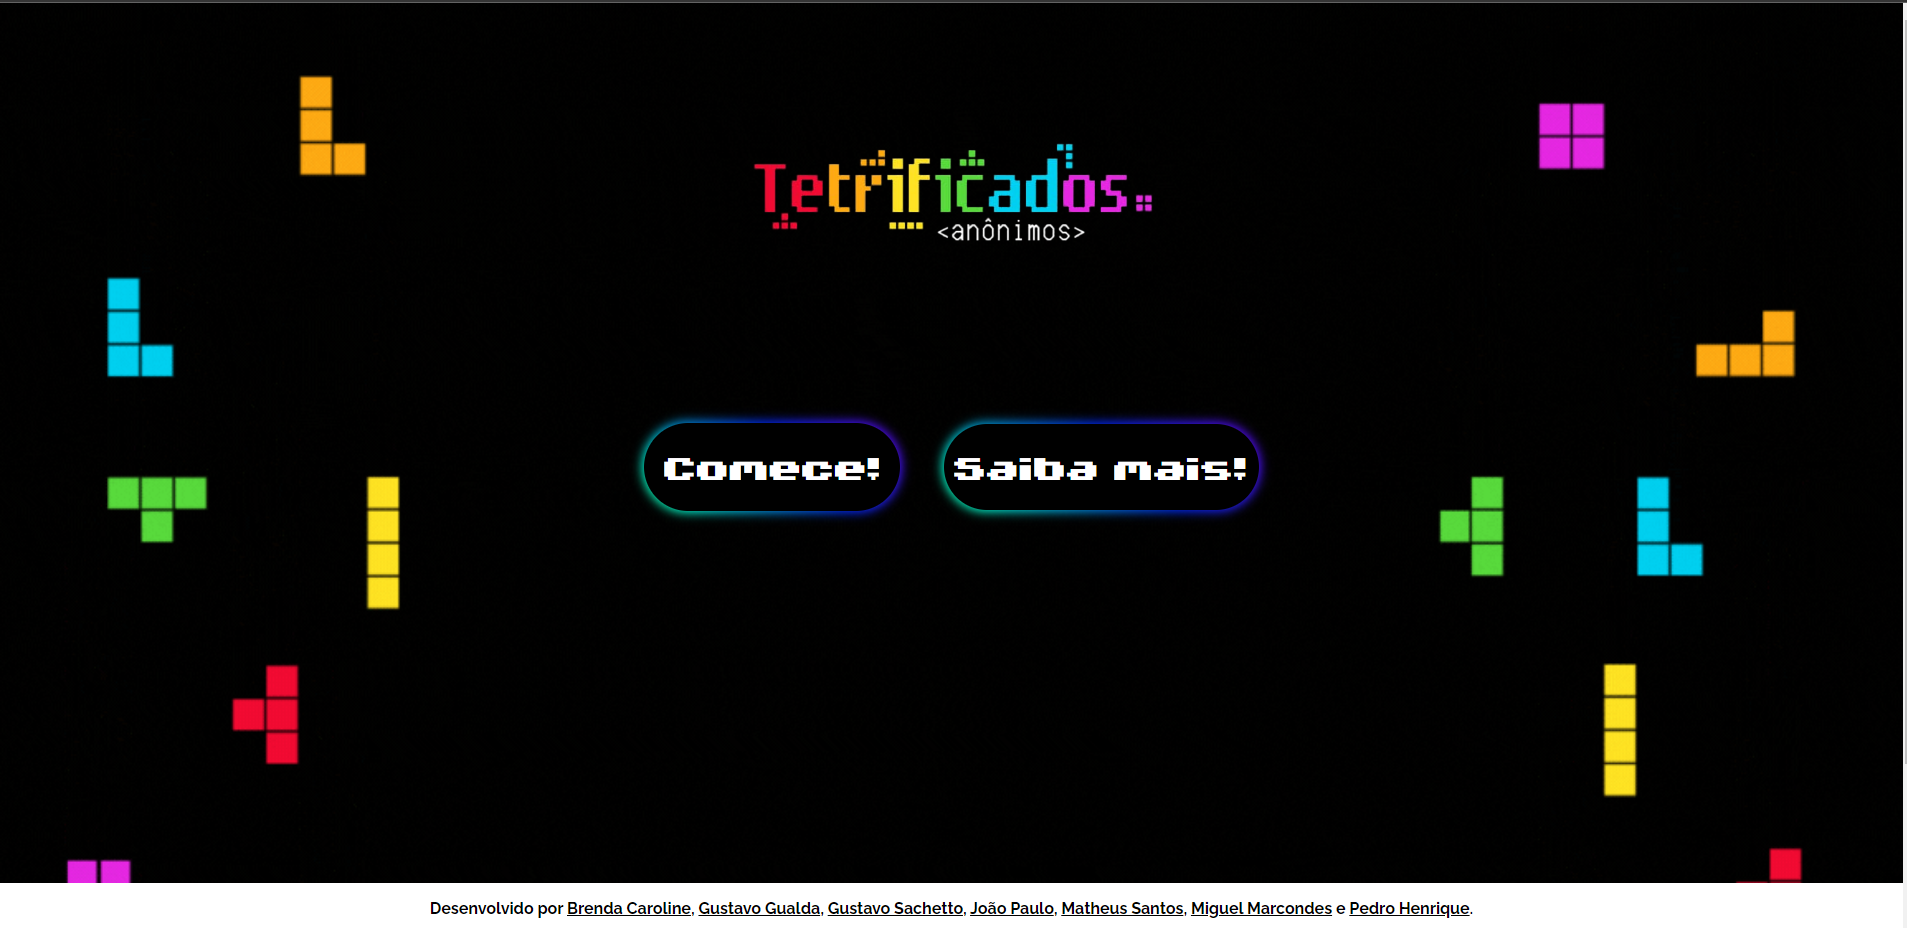 Tetrificados
<anônimos>
Comece!
Saiba mais!
Desenvolvido por Brenda Caroline, Gustavo Gualda, Gustavo Sachetto, João Paulo, Matheus Santos, Miguel Marcondes e Pedro Henrique.